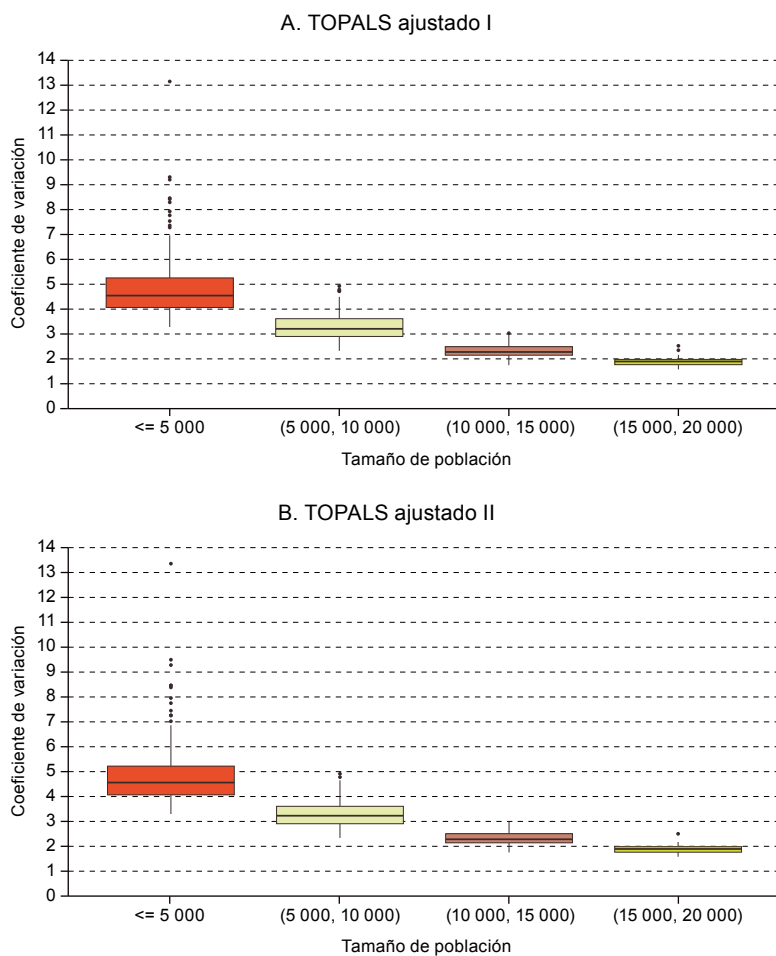 A. TOPALS ajustado I
14
13
12
11
10
9
8
7
6
5
4
3
2
1
0
Coeficiente de variación
<= 5 000
(5 000, 10 000)
(10 000, 15 000)
(15 000, 20 000)
Tamaño de población
B. TOPALS ajustado II
14
13
12
11
10
9
8
7
6
5
4
3
2
1
0
Coeficiente de variación
<= 5 000
(5 000, 10 000)
(10 000, 15 000)
(15 000, 20 000)
Tamaño de población